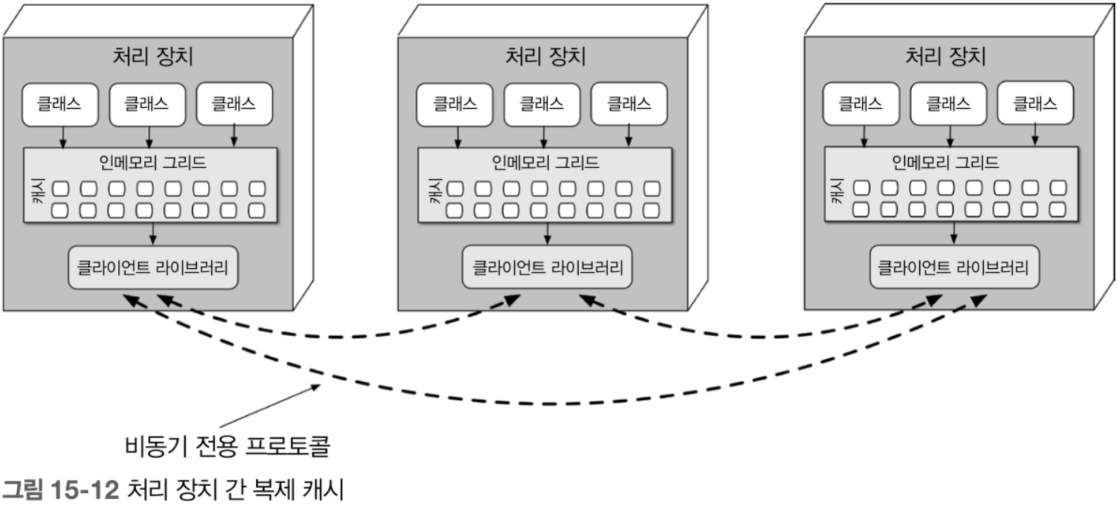 처리 장치
클래스 클래스 클래스
인메모리 그리드
캐시
클라이언트 라이브러리
처리 장치
클래스 클래스 클래스
인메모리 그리드
캐시
클라이언트 라이브러리
처리 장치
클래스 클래스 클래스
인메모리 그리드
캐시
클라이언트 라이브러리
비동기 전용 프로토콜
그림 15-12 처리 장치 간 복제 캐시